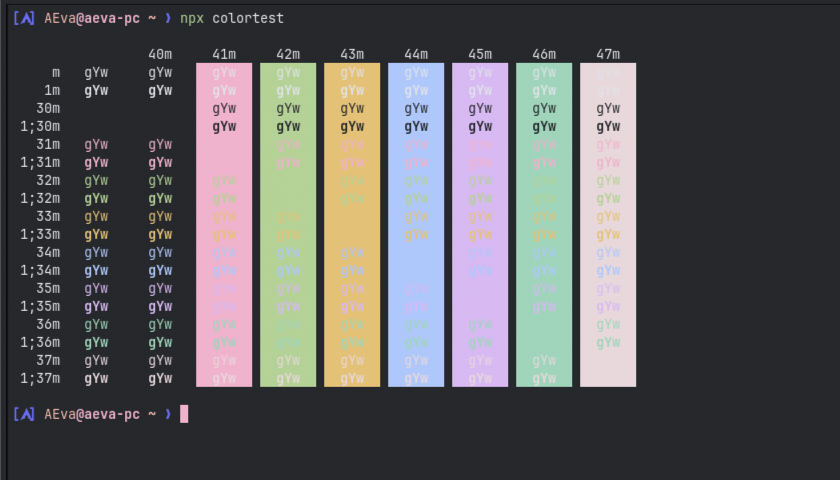 [A] AEva@aeva-pc ~ ❯ npx colortest
40m 41m 42m 43m 44m 45m 46m 47m
m gYw gYw gYw gYw gYw gYw gYw gYw gYw
1m gYw gYw gYw gYw gYw gYw gYw gYw gYw
30m gYw gYw gYw gYw gYw gYw gYw
1;30m gYw gYw gYw gYw gYw gYw gYw
31m gYw gYw gYw gYw gYw gYw gYw gYw
1;31m gYw gYw gYw gYw gYw gYw gYw gYw
32m gYw gYw gYw gYw gYw gYw gYw gYw
1;32m gYw gYw gYw gYw gYw gYw gYw gYw
33m gYw gYw gYw gYw gYw gYw gYw gYw
1;33m gYw gYw gYw gYw gYw gYw gYw gYw
34m gYw gYw gYw gYw gYw gYw gYw gYw
1;34m gYw gYw gYw gYw gYw gYw gYw gYw
35m gYw gYw gYw gYw gYw gYw gYw gYw
1;35m gYw gYw gYw gYw gYw gYw gYw gYw
36m gYw gYw gYw gYw gYw gYw gYw gYw
1;36m gYw gYw gYw gYw gYw gYw gYw gYw
37m gYw gYw gYw gYw gYw gYw gYw gYw
1;37m gYw gYw gYw gYw gYw gYw gYw gYw
[A] AEva@aeva-pc ~ ❯